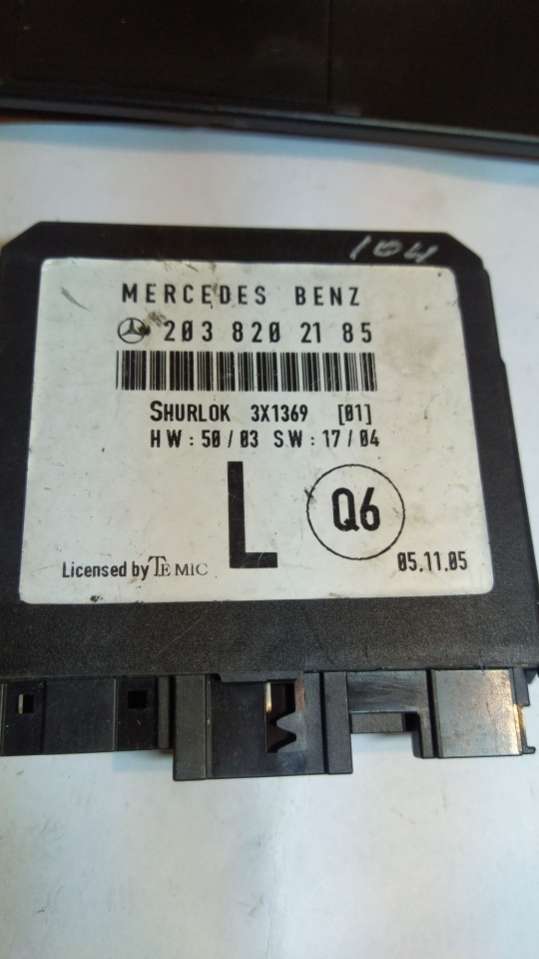 104
MERCEDES BENZ
203 820 21 85
SHURLOK 3X1369 [01]
HW : 50 / 03 SW : 17 / 04
L Q6
Licensed by TEMIC 05.11.05